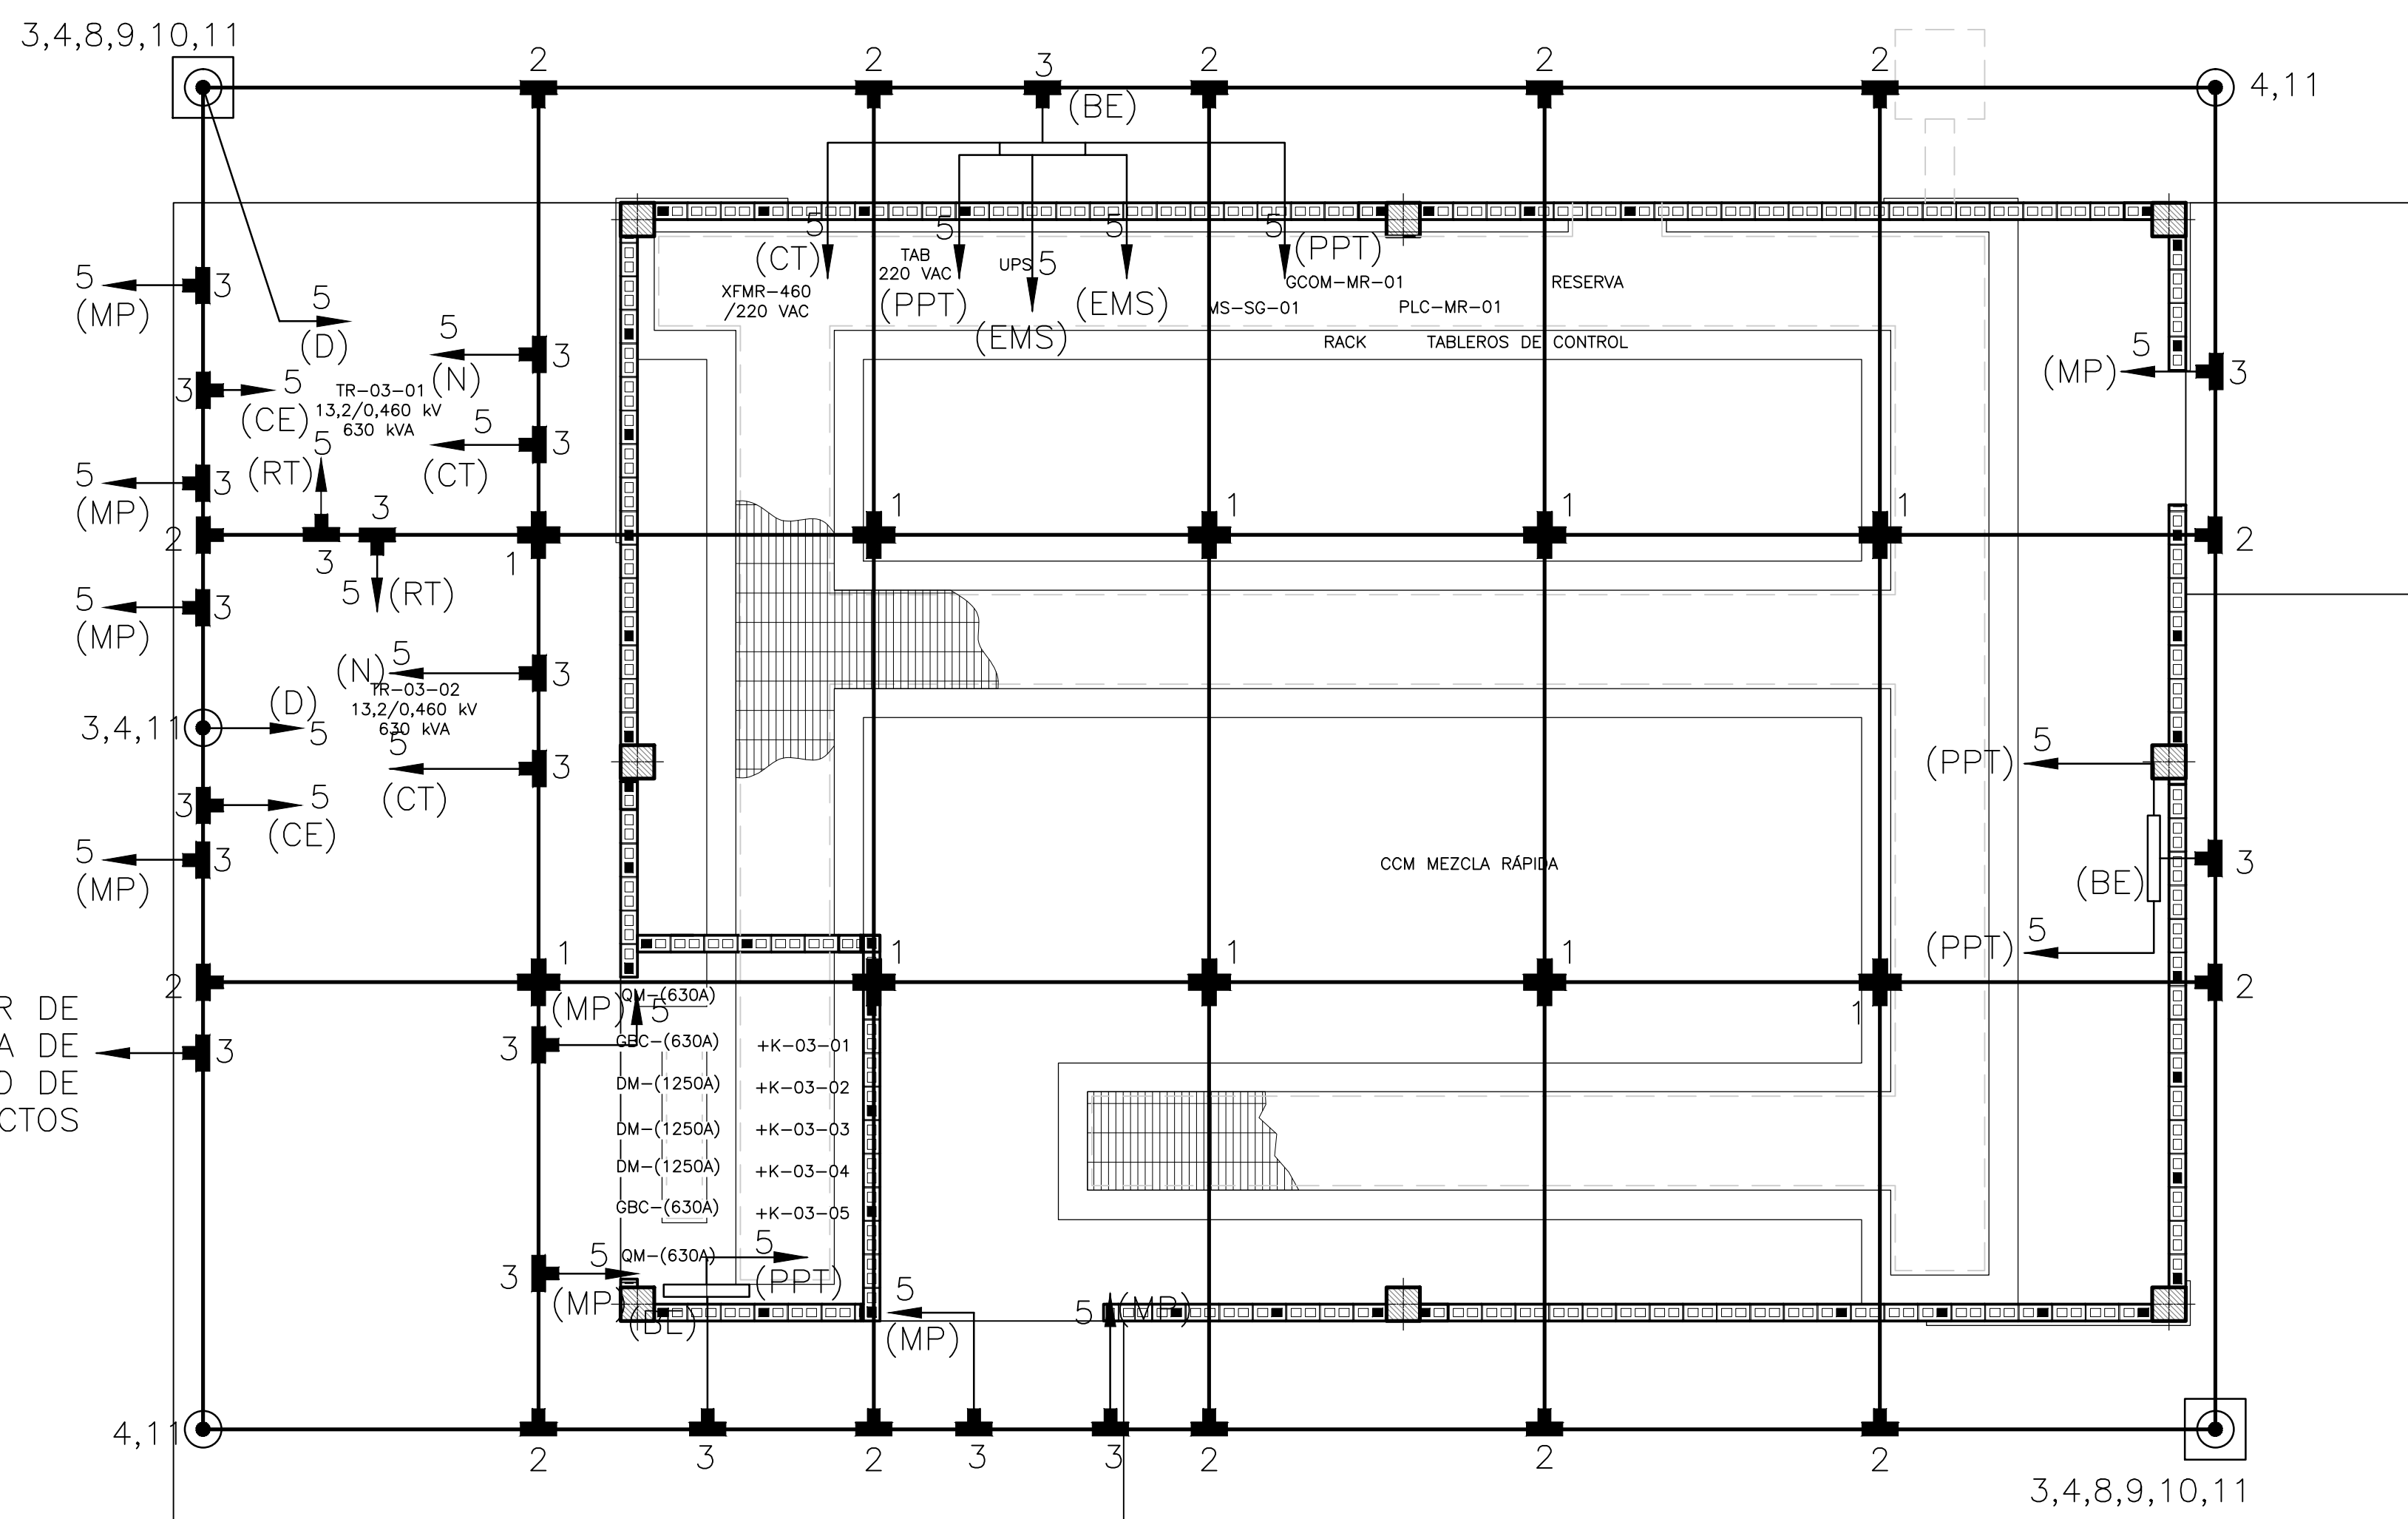 3,4,8,9,10,11
2
2
3
2
2
2
4,11
(BE)
5
5
5
5
(CT)
TAB
220 VAC
(PPT)
UPS
5
(EMS)
(EMS)
(PPT)
XFMR-460
/220 VAC
GCOM-MR-01
MS-SG-01
PLC-MR-01
RESERVA
RACK
TABLEROS DE CONTROL
5
(MP)
3
5
(D)
5
(N)
3
5
(MP)
3
3
5
(CE)
TR-03-01
13,2/0,460 kV
630 kVA
5
(CT)
3
5
(RT)
5
(MP)
3
3
2
3
1
1
1
1
1
2
5
(RT)
5
(MP)
3
5
(N)
3
TR-03-02
13,2/0,460 kV
630 kVA
3,4,11
(D)
5
5
(CT)
3
5
(PPT)
3
5
(CE)
5
(MP)
3
CCM MEZCLA RÁPIDA
(BE)
3
5
(PPT)
2
1
1
1
1
1
2
R DE
A DE
O DE
CTOS
3
(MP)
5
3
QM-(630A)
GBC-(630A)
+K-03-01
DM-(1250A)
+K-03-02
DM-(1250A)
+K-03-03
DM-(1250A)
+K-03-04
GBC-(630A)
+K-03-05
QM-(630A)
5
(PPT)
3
5
(MP)
(BE)
5
(MP)
5
(MP)
4,11
2
3
2
3
3
2
2
2
3,4,8,9,10,11